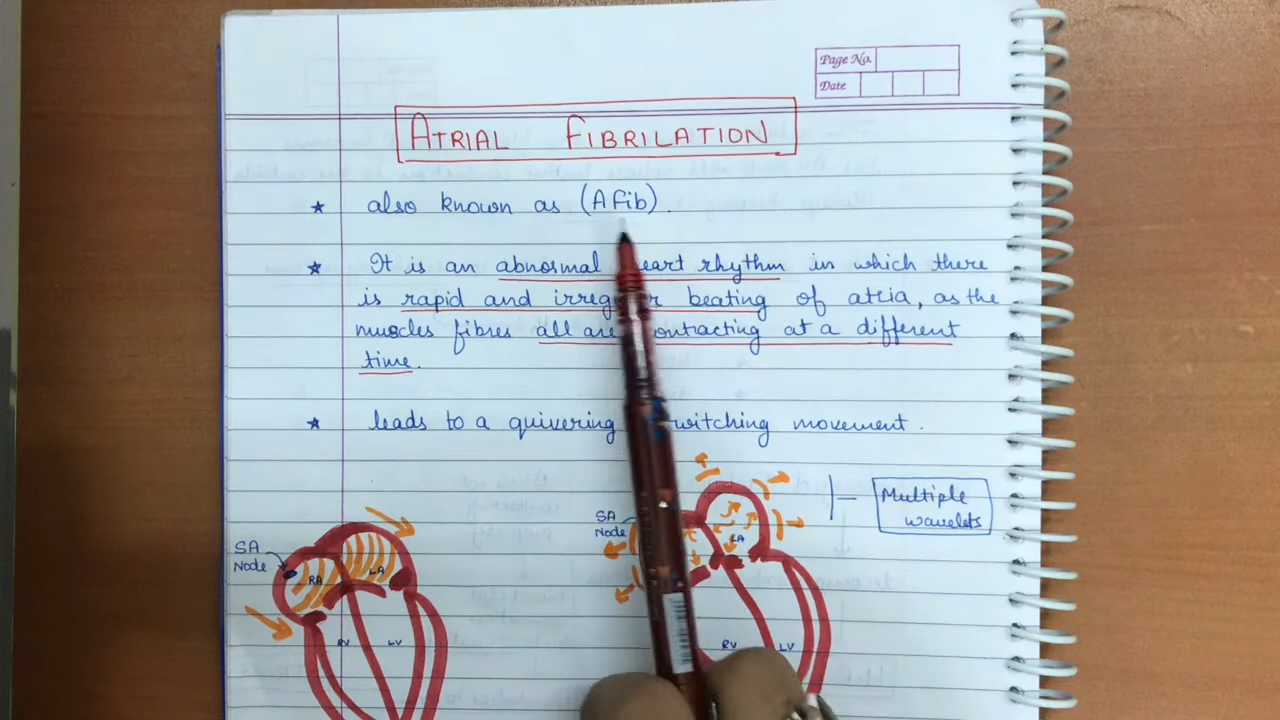 Page No.
Date
ATRIAL FIBRILATION
★ also known as (AFib).
★ It is an abnormal heart rhythm in which there
is rapid and irregular beating of atria, as the
muscles fibres all are contracting at a different
time.
★ leads to a quivering twitching movement.
Multiple
wavelets
SA
Node
LA
SA
Node
RA
LA
RV
LV
RV
LV